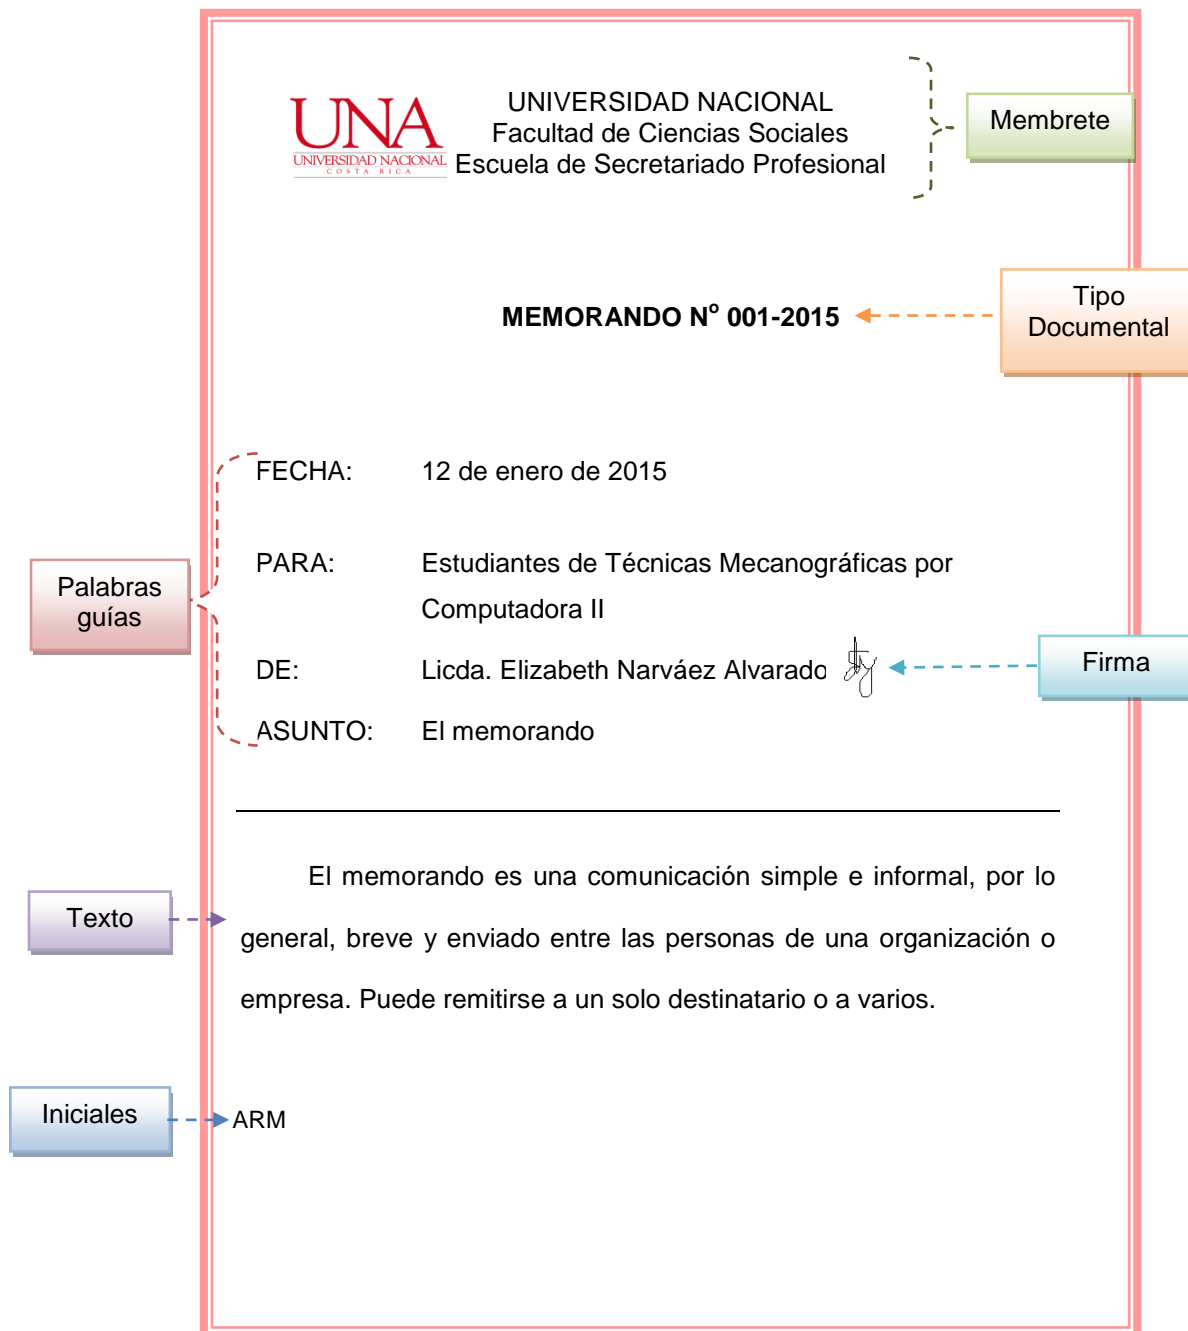 UNA
UNIVERSIDAD NACIONAL
COSTA RICA
UNIVERSIDAD NACIONAL
Facultad de Ciencias Sociales
Escuela de Secretariado Profesional
Membrete
MEMORANDO Nº 001-2015
Tipo
Documental
FECHA: 12 de enero de 2015
Palabras
guías
PARA: Estudiantes de Técnicas Mecanográficas por
Computadora II
DE: Licda. Elizabeth Narváez Alvarado
Firma
ASUNTO: El memorando
Texto
El memorando es una comunicación simple e informal, por lo
general, breve y enviado entre las personas de una organización o
empresa. Puede remitirse a un solo destinatario o a varios.
Iniciales
ARM